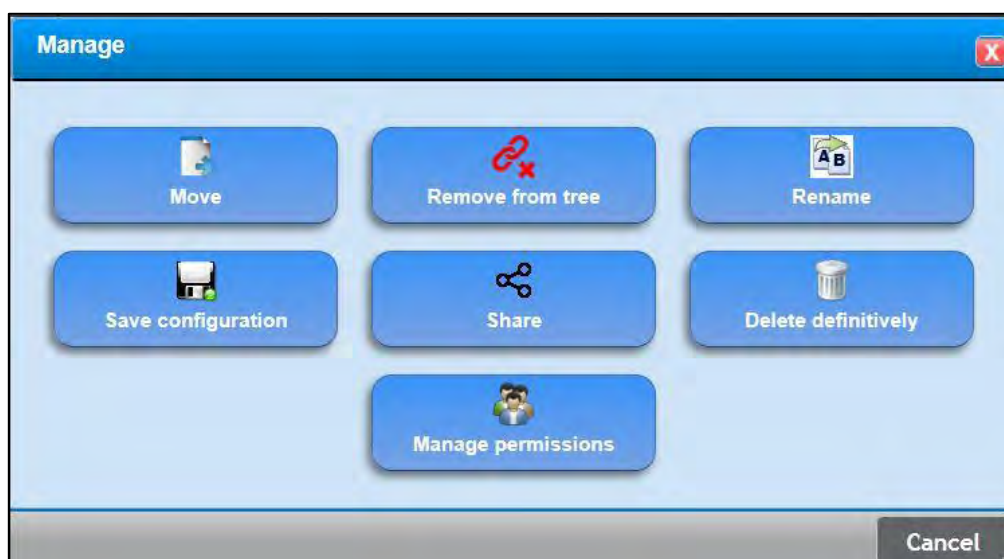 Manage
X
Move
Remove from tree
Rename
A B
Save configuration
Share
Delete definitively
Manage permissions
Cancel